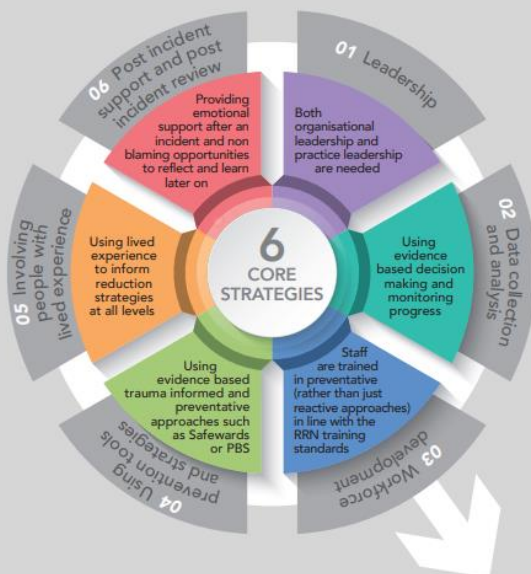 6
CORE
STRATEGIES
01 Leadership
Both
organisational
leadership and
practice leadership
are needed
02 Data collection
and analysis
Using
evidence
based decision
making and
monitoring
progress
03 Workforce
development
Staff
are trained
in preventative
(rather than just
reactive approaches)
in line with the
RRN training
standards
04 Using
prevention tools
and strategies
Using
evidence based
trauma informed and
preventative
approaches such
as Safewards
or PBS
05 Involving
people with
lived experience
Using lived
experience
to inform
reduction
strategies
at all levels
06 Post incident
support and post
incident review
Providing
emotional
support after an
incident and non
blaming opportunities
to reflect and learn
later on